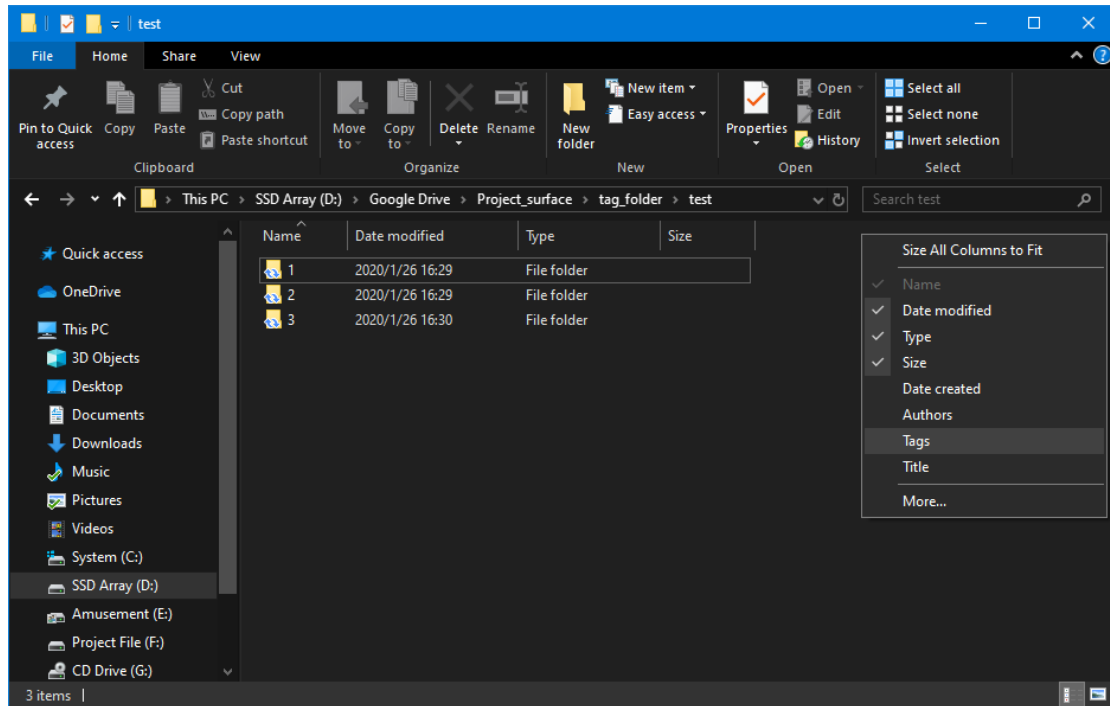 test
File Home Share View
Pin to Quick access
Copy
Paste
Cut
Copy path
Paste shortcut
Clipboard
Move to
Copy to
Delete
Rename
Organize
New folder
New item
Easy access
New
Properties
Open
Edit
History
Open
Select all
Select none
Invert selection
Select
This PC > SSD Array (D:) > Google Drive > Project_surface > tag_folder > test
Search test
Quick access
OneDrive
This PC
3D Objects
Desktop
Documents
Downloads
Music
Pictures
Videos
System (C:)
SSD Array (D:)
Amusement (E:)
Project File (F:)
CD Drive (G:)
Name Date modified Type Size
1 2020/1/26 16:29 File folder
2 2020/1/26 16:29 File folder
3 2020/1/26 16:30 File folder
Size All Columns to Fit
Name
Date modified
Type
Size
Date created
Authors
Tags
Title
More...
3 items